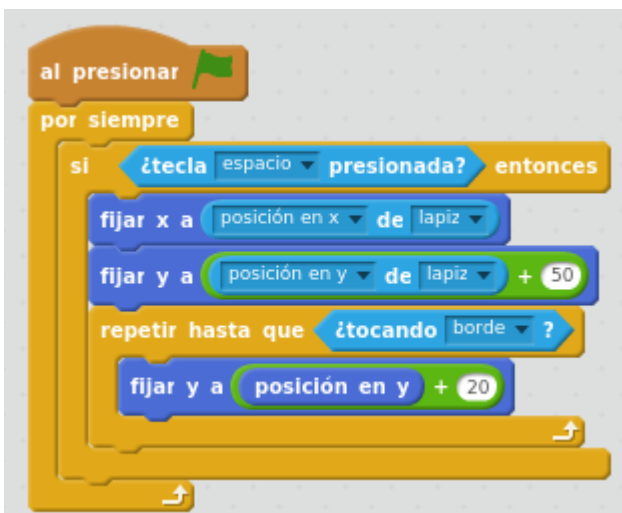 al presionar
por siempre
si ¿tecla espacio presionada? entonces
fijar x a posición en x de lapiz
fijar y a posición en y de lapiz + 50
repetir hasta que ¿tocando borde ?
fijar y a posición en y + 20